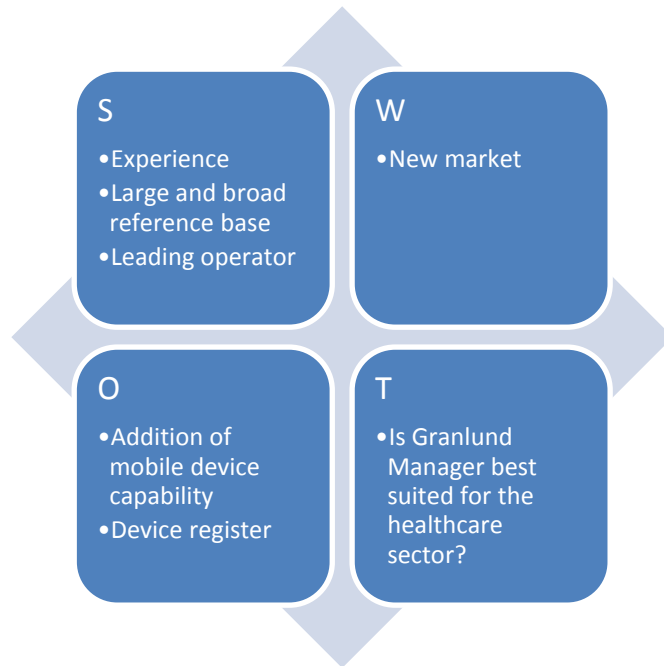 S
•Experience
•Large and broad
reference base
•Leading operator
W
•New market
O
•Addition of
mobile device
capability
•Device register
T
•Is Granlund
Manager best
suited for the
healthcare
sector?